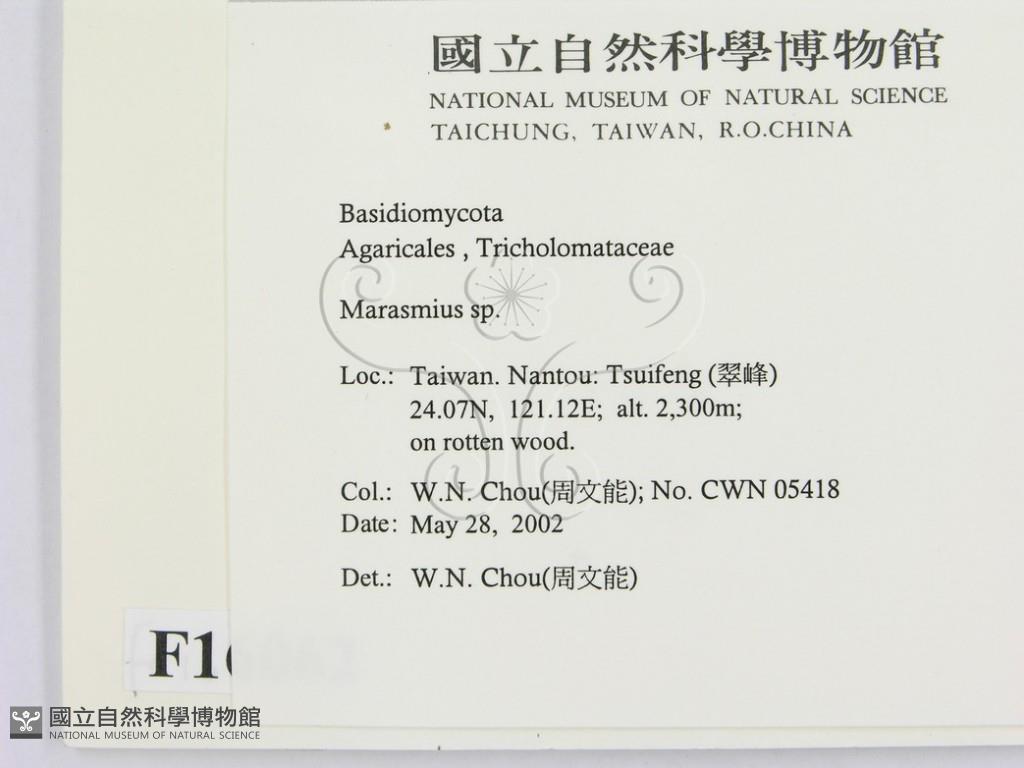 國立自然科學博物館
NATIONAL MUSEUM OF NATURAL SCIENCE
TAICHUNG, TAIWAN, R.O.CHINA
Basidiomycota
Agaricales , Tricholomataceae
Marasmius sp.
Loc.: Taiwan. Nantou: Tsuifeng (翠峰)
24.07N, 121.12E; alt. 2,300m;
on rotten wood.
Col.: W.N. Chou(周文能); No. CWN 05418
Date: May 28, 2002
Det.: W.N. Chou(周文能)
國立自然科學博物館
NATIONAL MUSEUM OF NATURAL SCIENCE